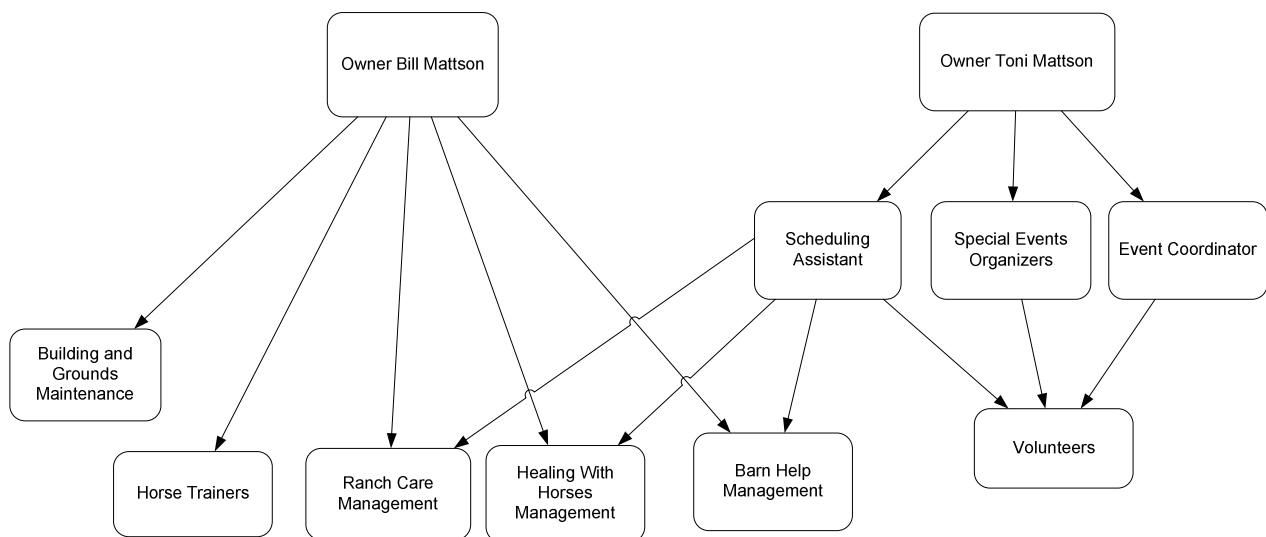 Owner Bill Mattson
Owner Toni Mattson
Scheduling
Assistant
Special Events
Organizers
Event Coordinator
Building and
Grounds
Maintenance
Horse Trainers
Ranch Care
Management
Healing With
Horses
Management
Barn Help
Management
Volunteers